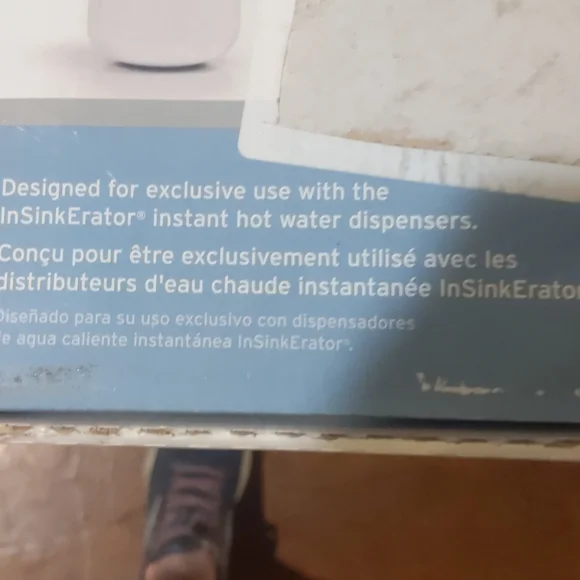 Designed for exclusive use with the
InSinkErator® instant hot water dispensers.
Conçu pour être exclusivement utilisé avec les
distributeurs d'eau chaude instantanée InSinkErator
Diseñado para su uso exclusivo con dispensadores
de agua caliente instantánea InSinkErator®.